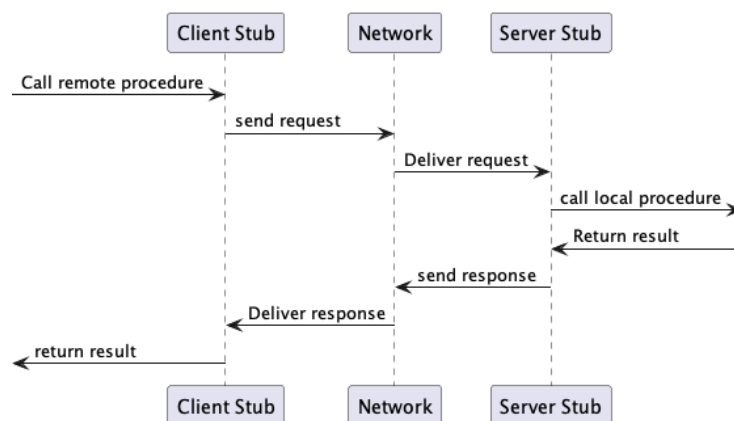 Client Stub Network Server Stub
Call remote procedure
send request
Deliver request
call local procedure
Return result
send response
Deliver response
return result
Client Stub Network Server Stub